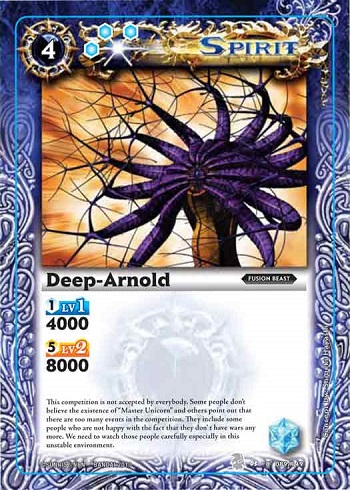 4
SPIRIT
Deep-Arnold
FUSION BEAST
1 LV1
4000
5 LV2
8000
This competition is not accepted by everybody. Some people don't
believe the existence of "Master Unicorn" and others point out that
there are too many events in the competition. They include some
people who are not happy with the fact that they don't have wars any
more. We need to watch those people carefully especially in this
unstable environment.